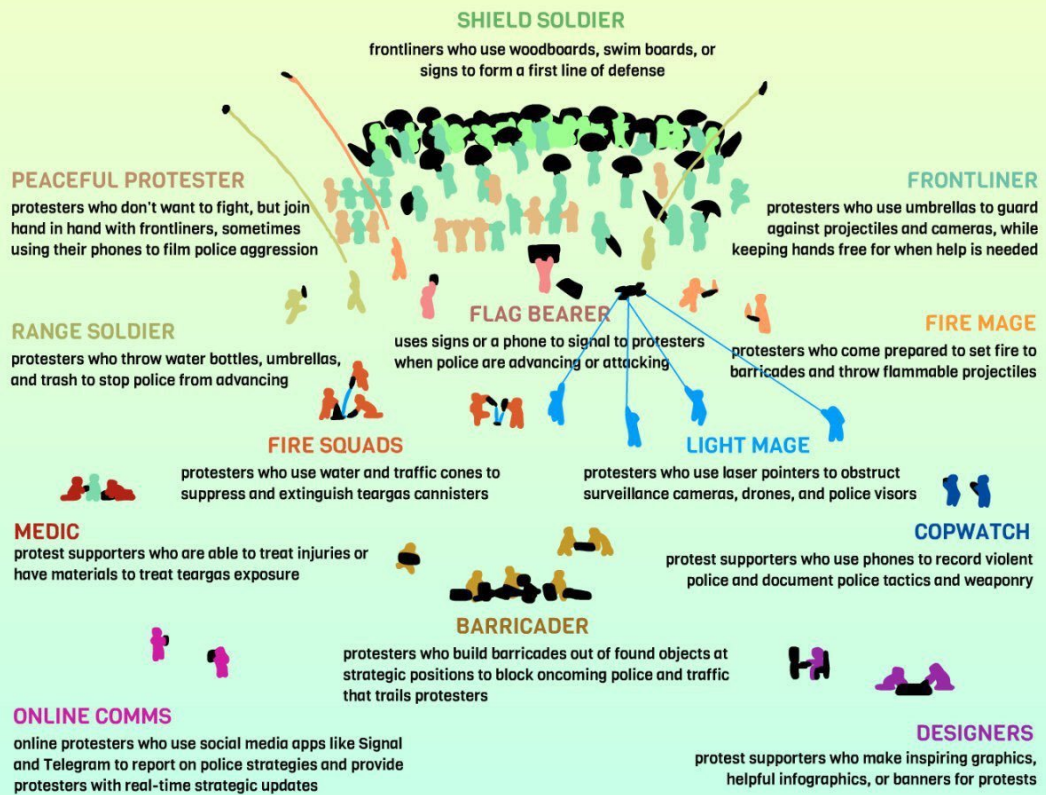 SHIELD SOLDIER
frontliners who use woodboards, swim boards, or
signs to form a first line of defense
PEACEFUL PROTESTER
protesters who don't want to fight, but join
hand in hand with frontliners, sometimes
using their phones to film police aggression
FRONTLINER
protesters who use umbrellas to guard
against projectiles and cameras, while
keeping hands free for when help is needed
RANGE SOLDIER
protesters who throw water bottles, umbrellas,
and trash to stop police from advancing
FLAG BEARER
uses signs or a phone to signal to protesters
when police are advancing or attacking
FIRE MAGE
protesters who come prepared to set fire to
barricades and throw flammable projectiles
FIRE SQUADS
protesters who use water and traffic cones to
suppress and extinguish teargas cannisters
LIGHT MAGE
protesters who use laser pointers to obstruct
surveillance cameras, drones, and police visors
MEDIC
protest supporters who are able to treat injuries or
have materials to treat teargas exposure
COPWATCH
protest supporters who use phones to record violent
police and document police tactics and weaponry
BARRICADER
protesters who build barricades out of found objects at
strategic positions to block oncoming police and traffic
that trails protesters
ONLINE COMMS
online protesters who use social media apps like Signal
and Telegram to report on police strategies and provide
protesters with real-time strategic updates
DESIGNERS
protest supporters who make inspiring graphics,
helpful infographics, or banners for protests